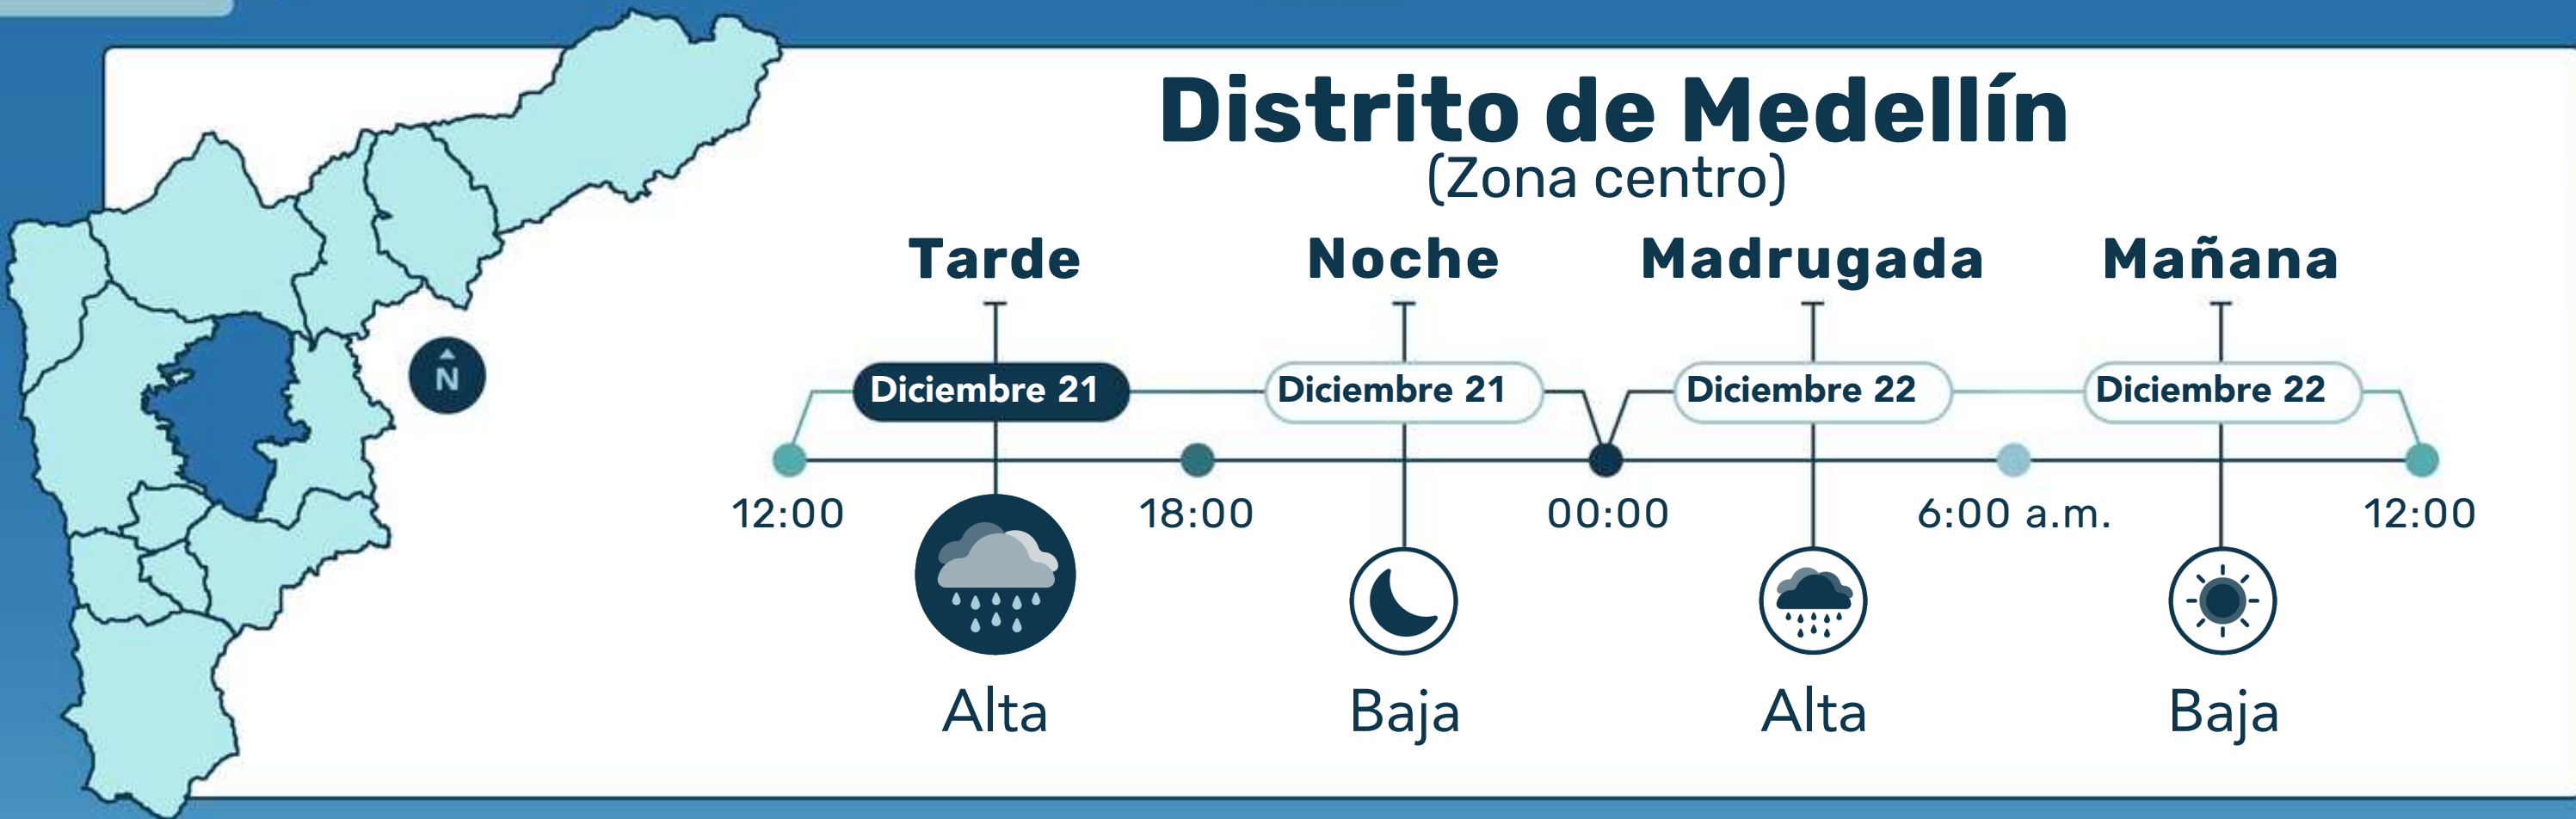 Distrito de Medellín
(Zona centro)
Tarde Noche Madrugada Mañana
Diciembre 21 Diciembre 21 Diciembre 22 Diciembre 22
N
12:00 18:00 00:00 6:00 a.m. 12:00
Alta Baja Alta Baja